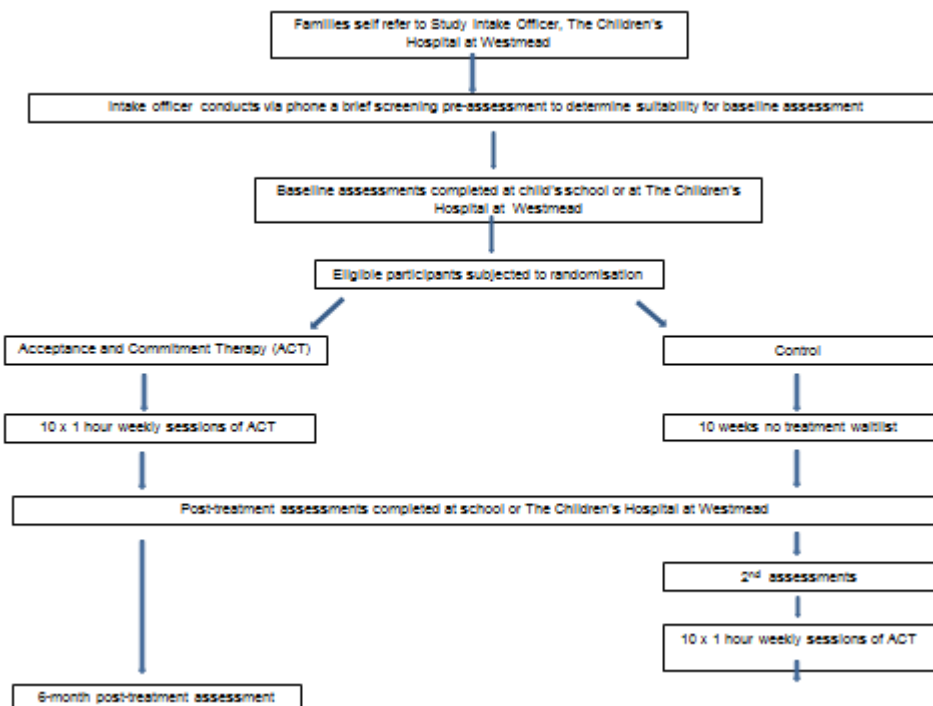 Families self refer to Study Intake Officer, The Children's
Hospital at Westmead
Intake officer conducts via phone a brief screening pre-assessment to determine suitability for baseline assessment
Baseline assessments completed at child's school or at The Children's
Hospital at Westmead
Eligible participants subjected to randomisation
Acceptance and Commitment Therapy (ACT)
Control
10 x 1 hour weekly sessions of ACT
10 weeks no treatment waitlist
Post-treatment assessments completed at school or The Children's Hospital at Westmead
2nd assessments
10 x 1 hour weekly sessions of ACT
6-month post-treatment assessment